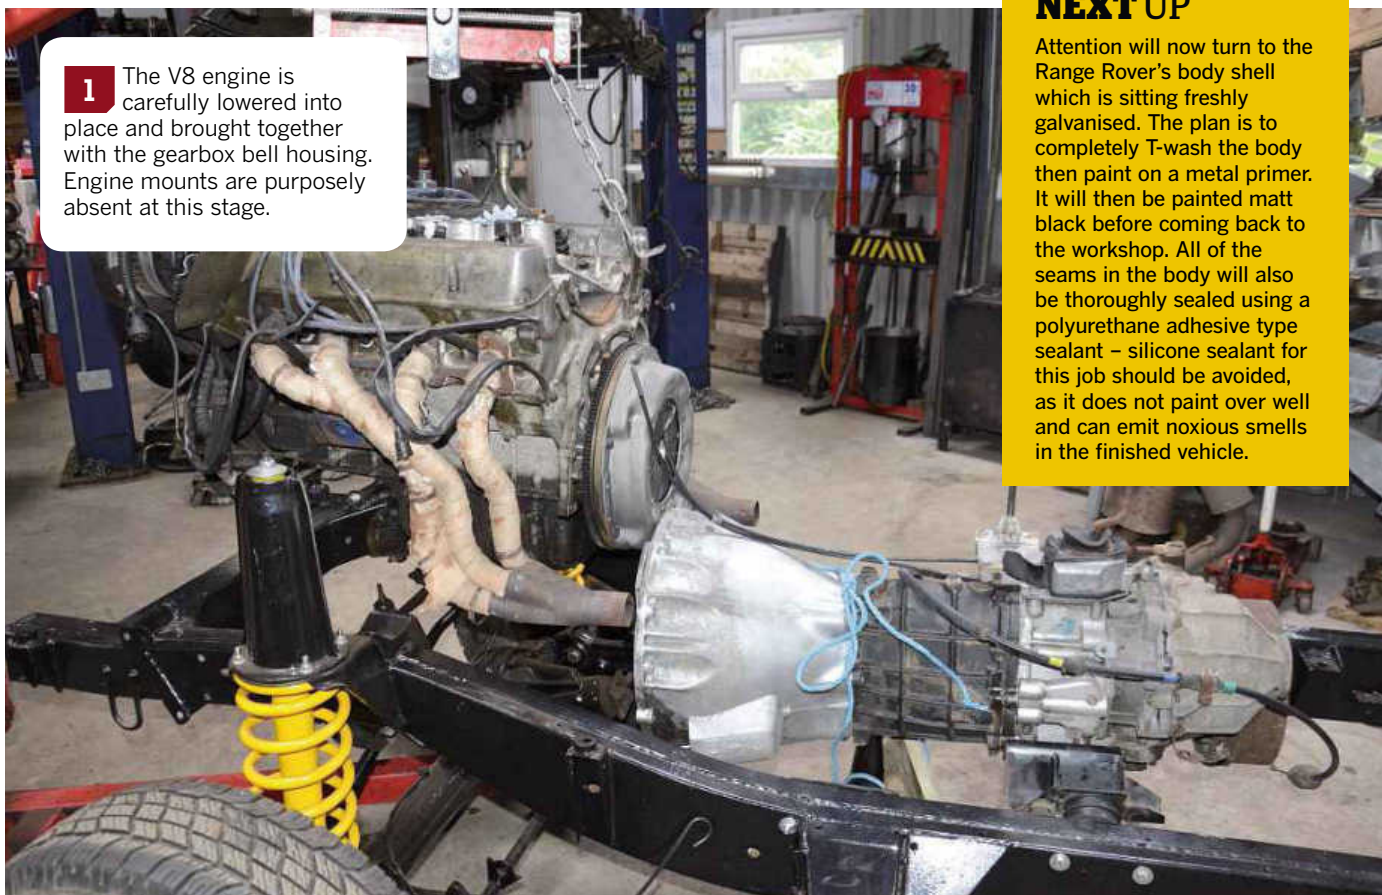 1 The V8 engine is
carefully lowered into
place and brought together
with the gearbox bell housing.
Engine mounts are purposely
absent at this stage.
NEXT UP
Attention will now turn to the
Range Rover's body shell
which is sitting freshly
galvanised. The plan is to
completely T-wash the body
then paint on a metal primer.
It will then be painted matt
black before coming back to
the workshop. All of the
seams in the body will also
be thoroughly sealed using a
polyurethane adhesive type
sealant – silicone sealant for
this job should be avoided,
as it does not paint over well
and can emit noxious smells
in the finished vehicle.
30